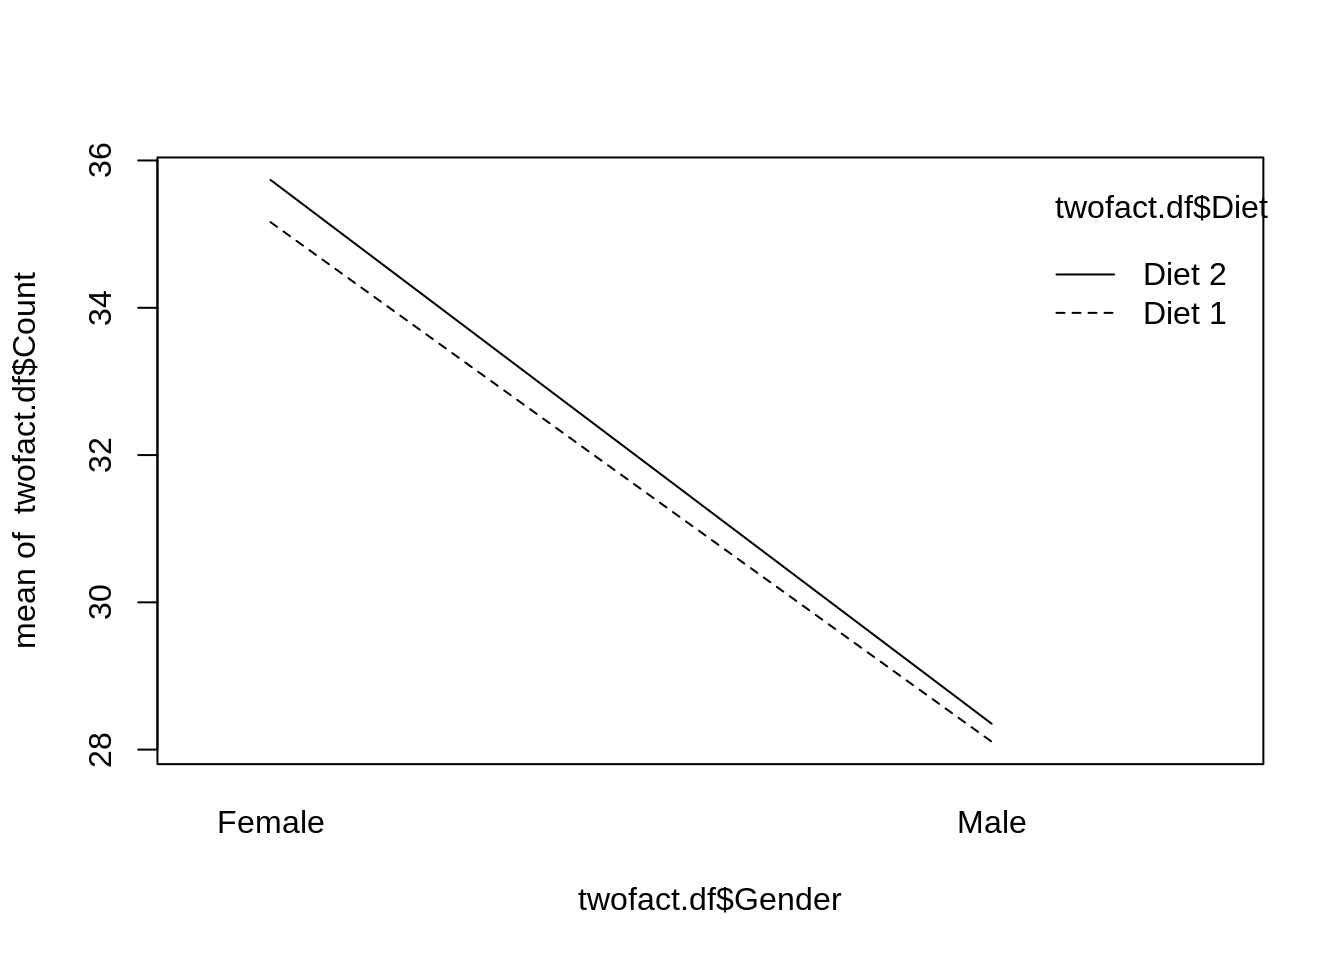 36
34
32
30
28
mean of  twofact.df$Count
twofact.df$Diet
Diet 2
Diet 1
Female
Male
twofact.df$Gender